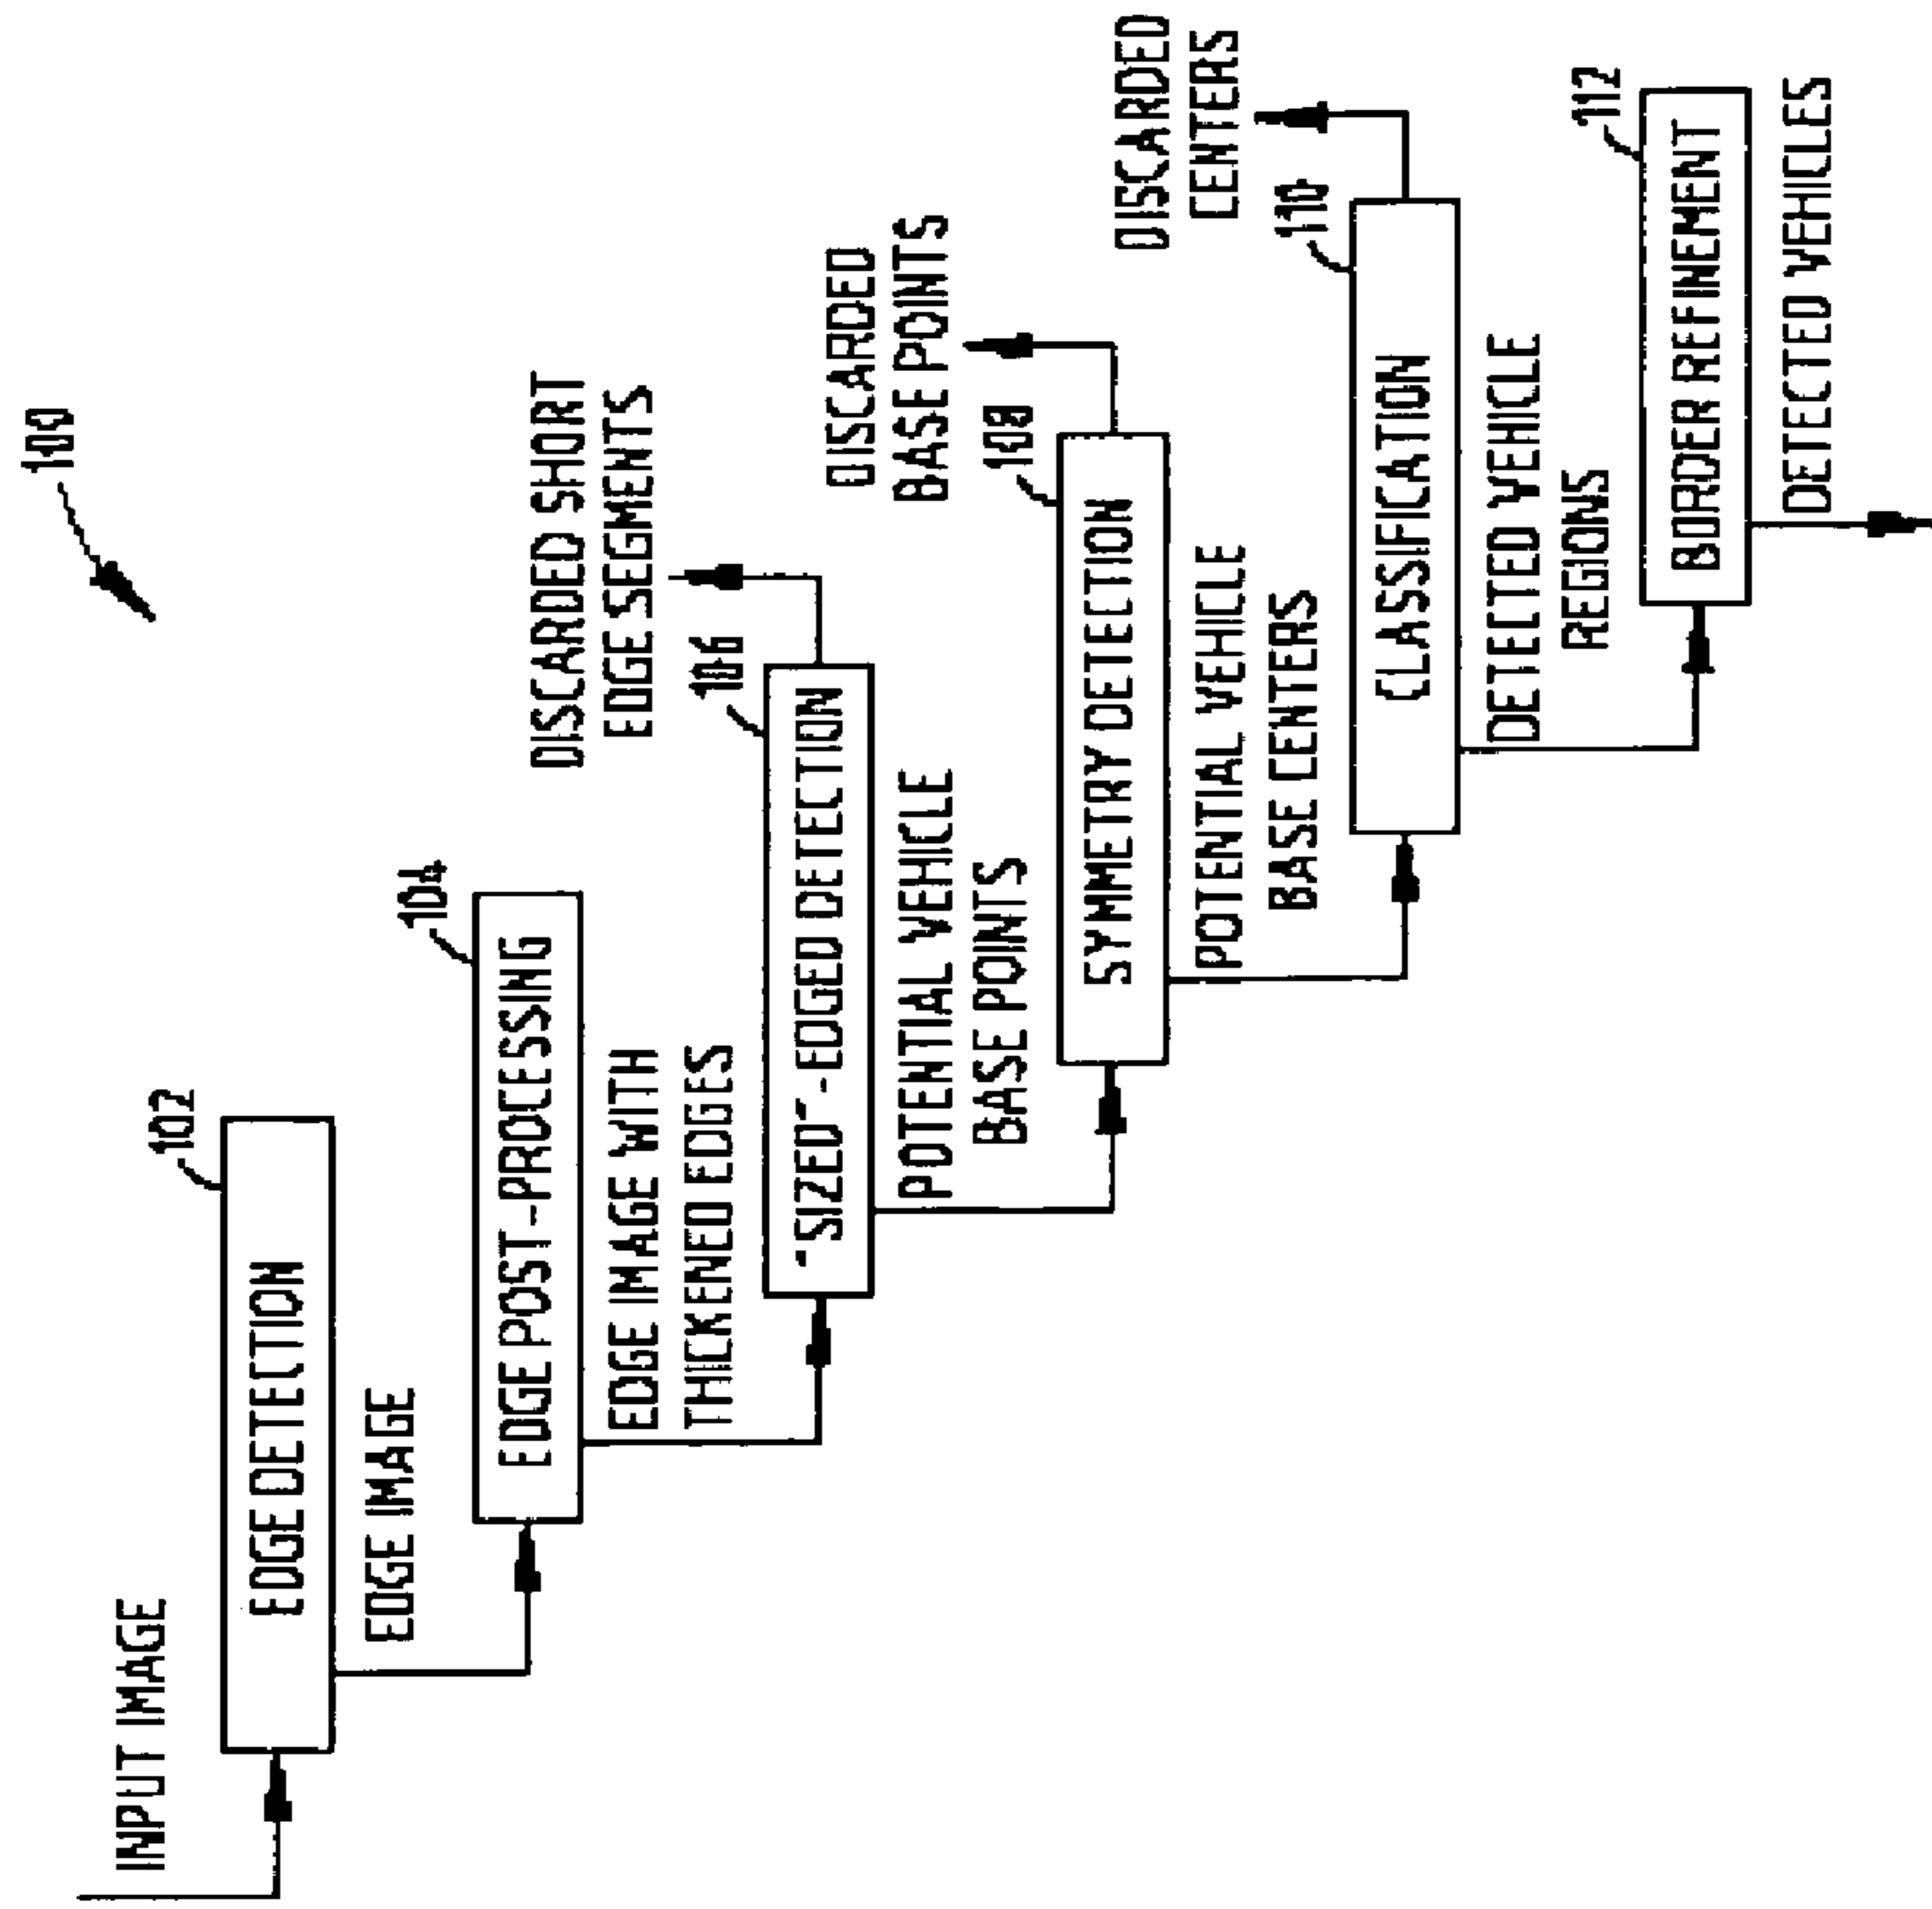 100
INPUT IMAGE
102
EDGE DETECTION
EDGE IMAGE
104
EDGE POST-PROCESSING
EDGE IMAGE WITH
THICKENED EDGES
DISCARDED SHORT
EDGE SEGMENTS
106
"SIZED"-EDGED DETECTION
POTENTIAL VEHICLE
BASE POINTS
DISCARDED
BASE POINTS
108
SYMMETRY DETECTION
POTENTIAL VEHICLE
BASE CENTERS
DISCARDED
CENTERS
110
CLASSIFICATION
DETECTED VEHICLE
REGIONS
112
BORDER REFINEMENT
DETECTED VEHICLES